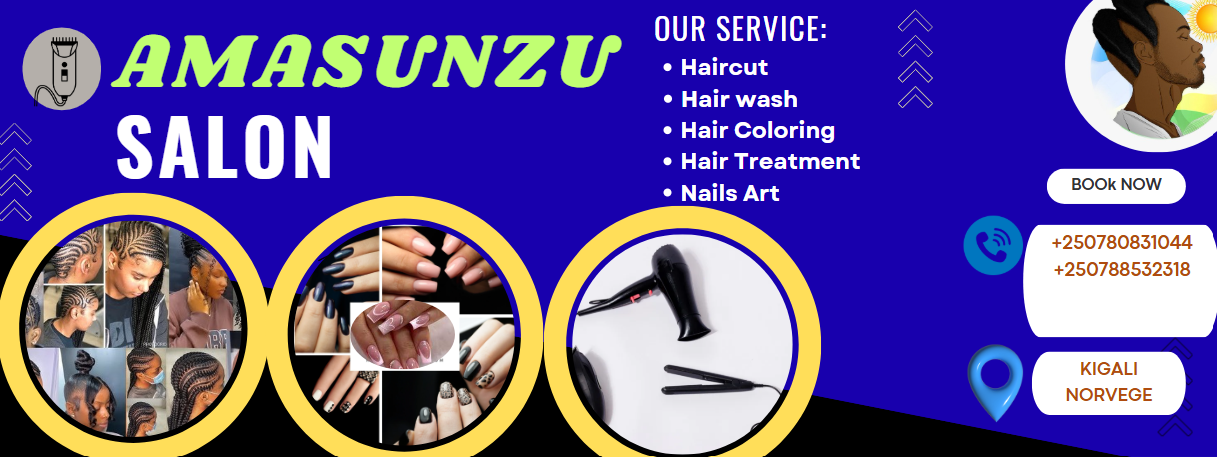 AMASUNZU
SALON
OUR SERVICE:
• Haircut
• Hair wash
• Hair Coloring
• Hair Treatment
• Nails Art
BOOk NOW
+250780831044
+250788532318
KIGALI
NORVEGE